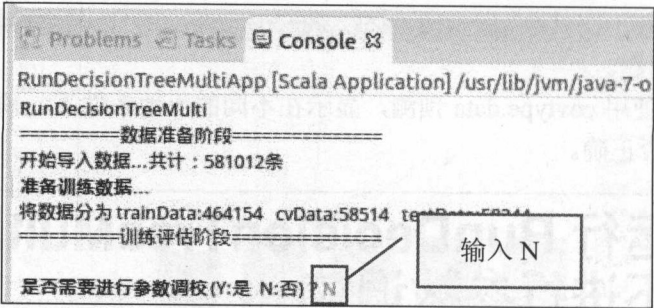 Problems Tasks Console
RunDecisionTreeMultiApp [Scala Application] /usr/lib/jvm/java-7-o
RunDecisionTreeMulti
==========数据准备阶段===============
开始导入数据...共计：581012条
准备训练数据...
将数据分为 trainData:464154 cvData:58514
==========训练评估阶段=
是否需要进行参数调校 (Y:是 N:否) ? N
输入 N